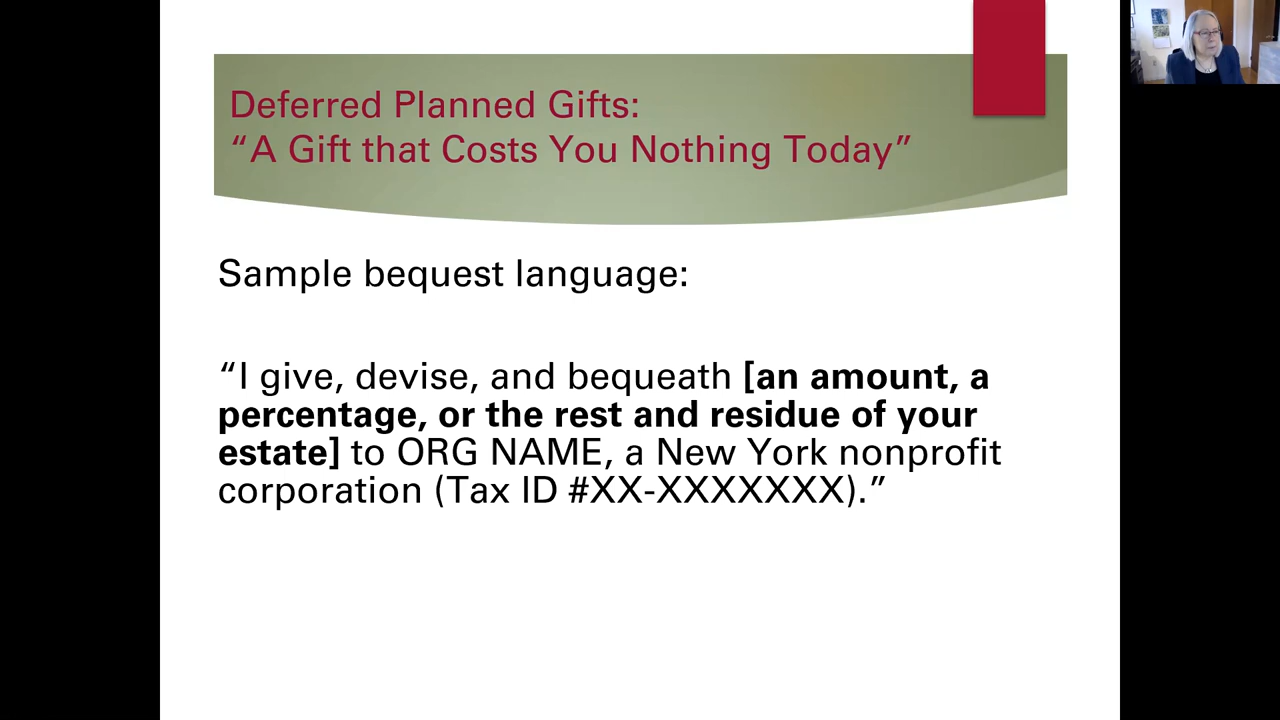 Deferred Planned Gifts:
“A Gift that Costs You Nothing Today”
Sample bequest language:
“I give, devise, and bequeath [an amount, a
percentage, or the rest and residue of your
estate] to ORG NAME, a New York nonprofit
corporation (Tax ID #XX-XXXXXXX).”